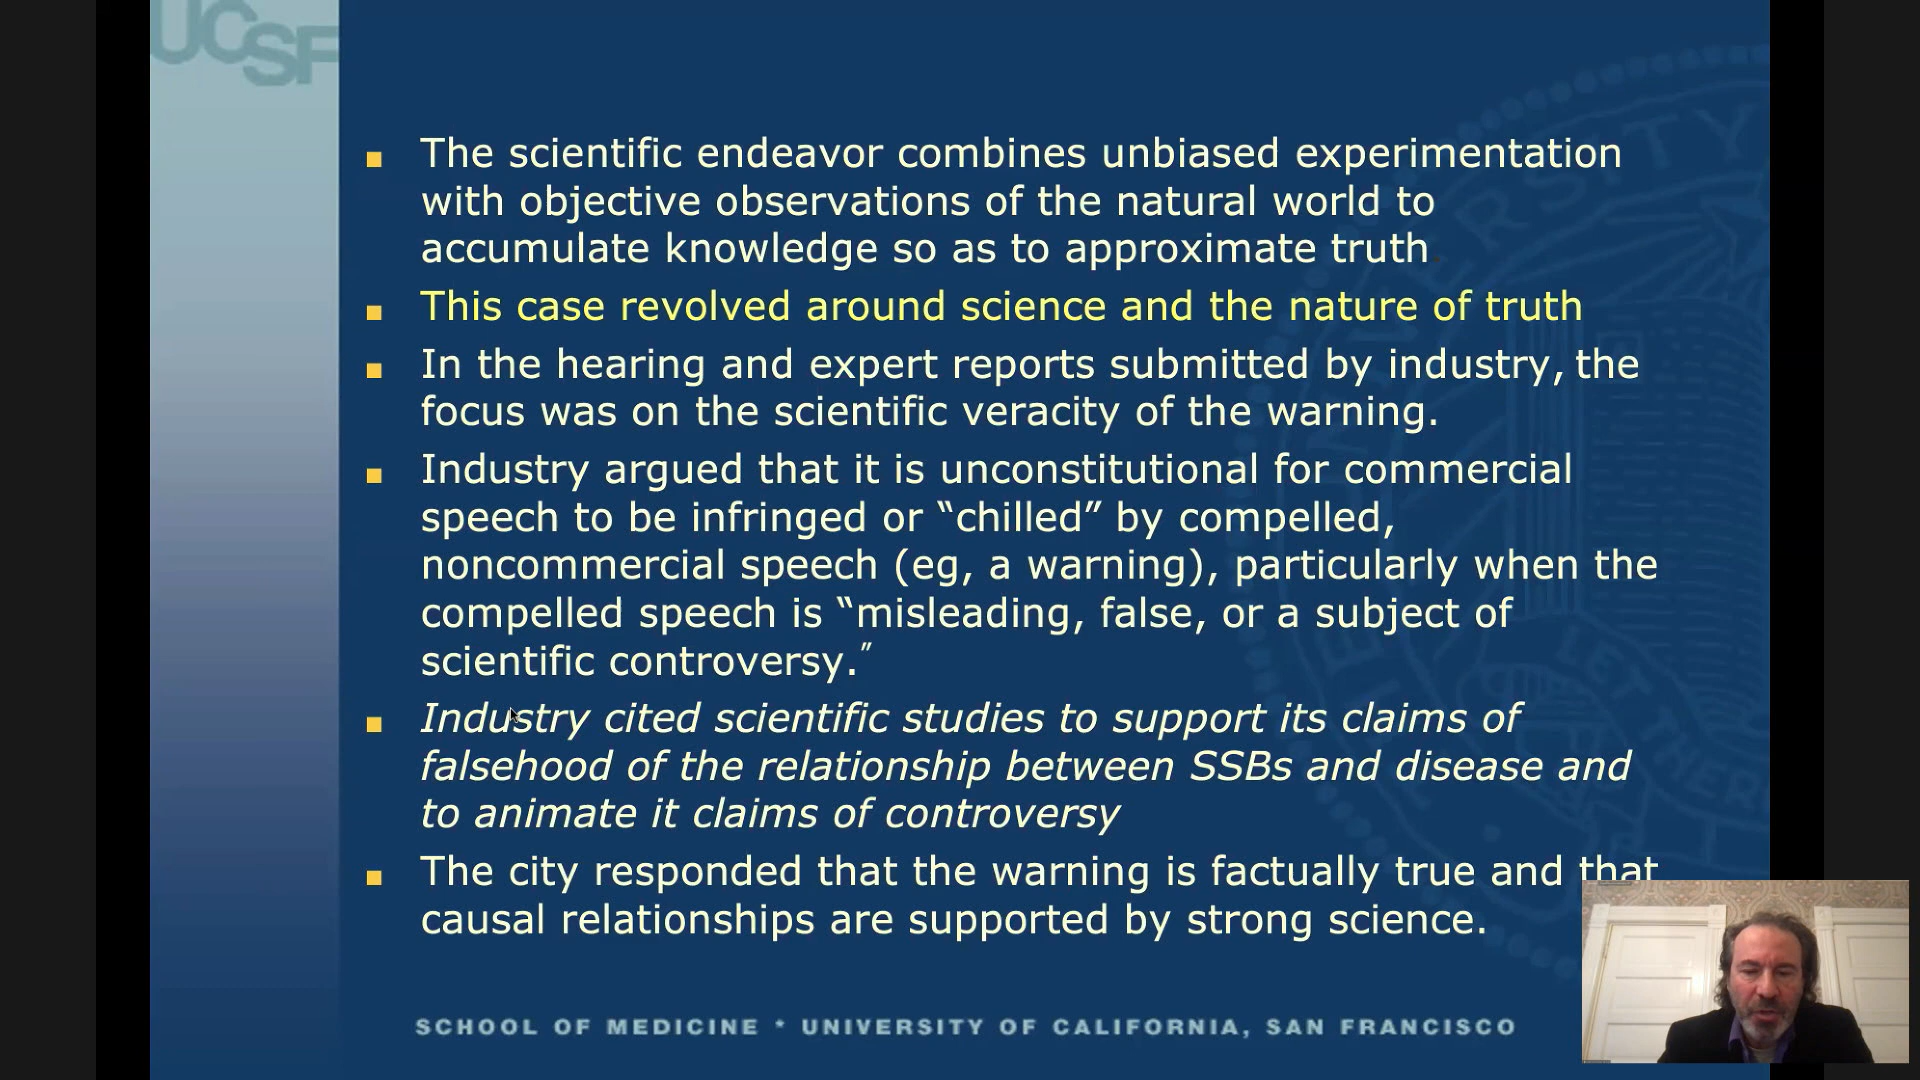 UCSF
The scientific endeavor combines unbiased experimentation
with objective observations of the natural world to
accumulate knowledge so as to approximate truth.
This case revolved around science and the nature of truth
In the hearing and expert reports submitted by industry, the
focus was on the scientific veracity of the warning.
Industry argued that it is unconstitutional for commercial
speech to be infringed or “chilled” by compelled,
noncommercial speech (eg, a warning), particularly when the
compelled speech is “misleading, false, or a subject of
scientific controversy.”
Industry cited scientific studies to support its claims of
falsehood of the relationship between SSBs and disease and
to animate it claims of controversy
The city responded that the warning is factually true and that
causal relationships are supported by strong science.
SCHOOL OF MEDICINE * UNIVERSITY OF CALIFORNIA, SAN FRANCISCO
LET THERE